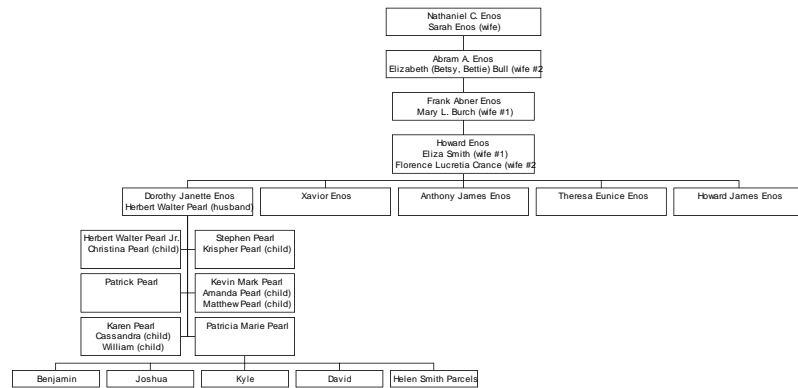 Nathaniel C. Enos
Sarah Enos (wife)
Abram A. Enos
Elizabeth (Betsy, Bettie) Bull (wife #2
Frank Abner Enos
Mary L. Burch (wife #1)
Howard Enos
Eliza Smith (wife #1)
Florence Lucretia Crance (wife #2
Dorothy Janette Enos
Herbert Walter Pearl (husband)
Xavior Enos
Anthony James Enos
Theresa Eunice Enos
Howard James Enos
Herbert Walter Pearl Jr.
Christina Pearl (child)
Stephen Pearl
Krispher Pearl (child)
Patrick Pearl
Kevin Mark Pearl
Amanda Pearl (child)
Matthew Pearl (child)
Karen Pearl
Cassandra (child)
William (child)
Patricia Marie Pearl
Benjamin
Joshua
Kyle
David
Helen Smith Parcels